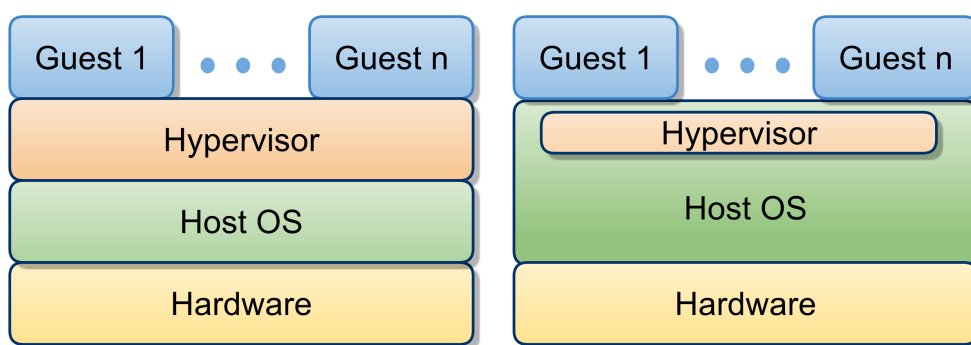 Guest 1
Guest n
Hypervisor
Host OS
Hardware
Guest 1
Guest n
Hypervisor
Host OS
Hardware